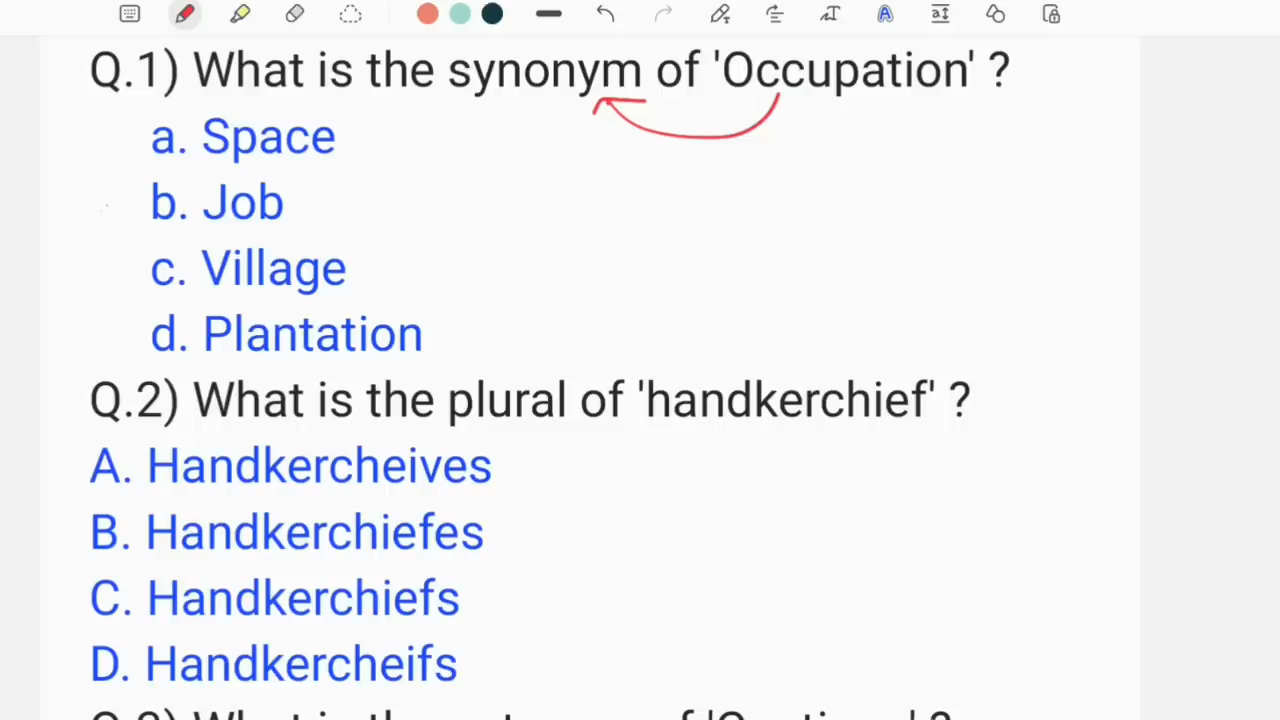 Q.1) What is the synonym of 'Occupation' ?
a. Space
b. Job
c. Village
d. Plantation
Q.2) What is the plural of 'handkerchief' ?
A. Handkercheives
B. Handkerchiefes
C. Handkerchiefs
D. Handkercheifs